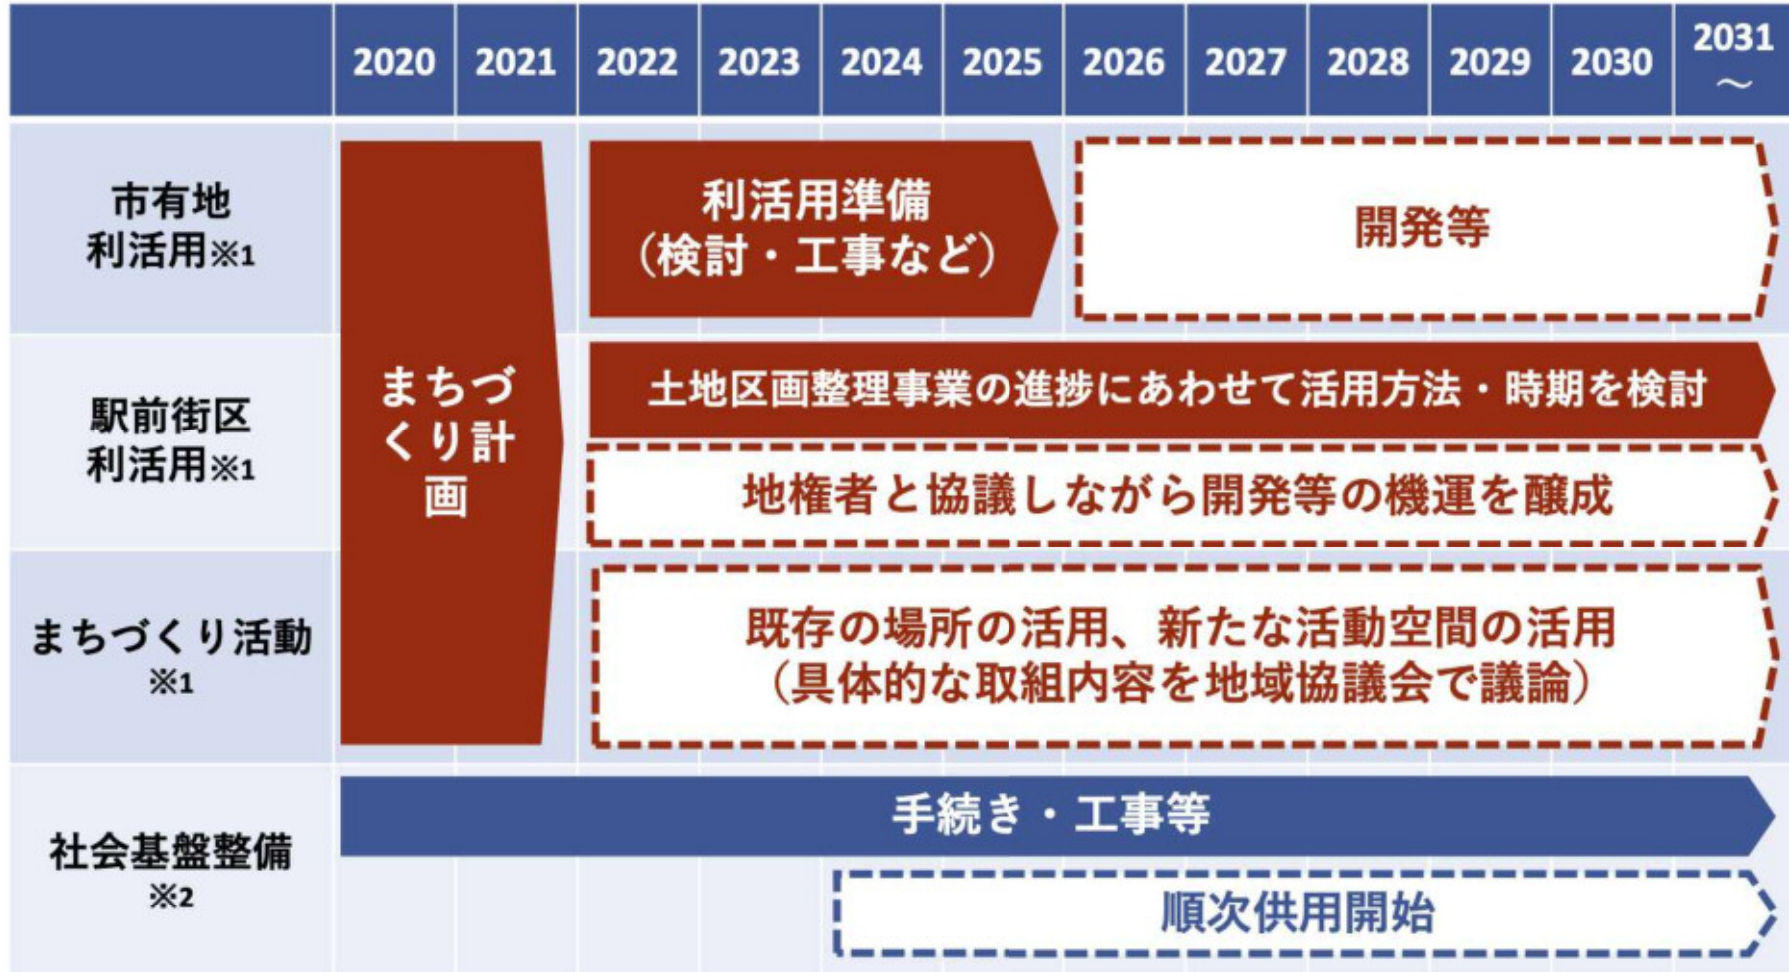 2020 2021 2022 2023 2024 2025 2026 2027 2028 2029 2030 2031
～
市有地
利活用※1
利活用準備
（検討・工事など）
開発等
まちづ
くり計
画
駅前街区
利活用※1
土地区画整理事業の進捗にあわせて活用方法・時期を検討
地権者と協議しながら開発等の機運を醸成
まちづくり活動
※1
既存の場所の活用、新たな活動空間の活用
（具体的な取組内容を地域協議会で議論）
社会基盤整備
※2
手続き・工事等
順次供用開始